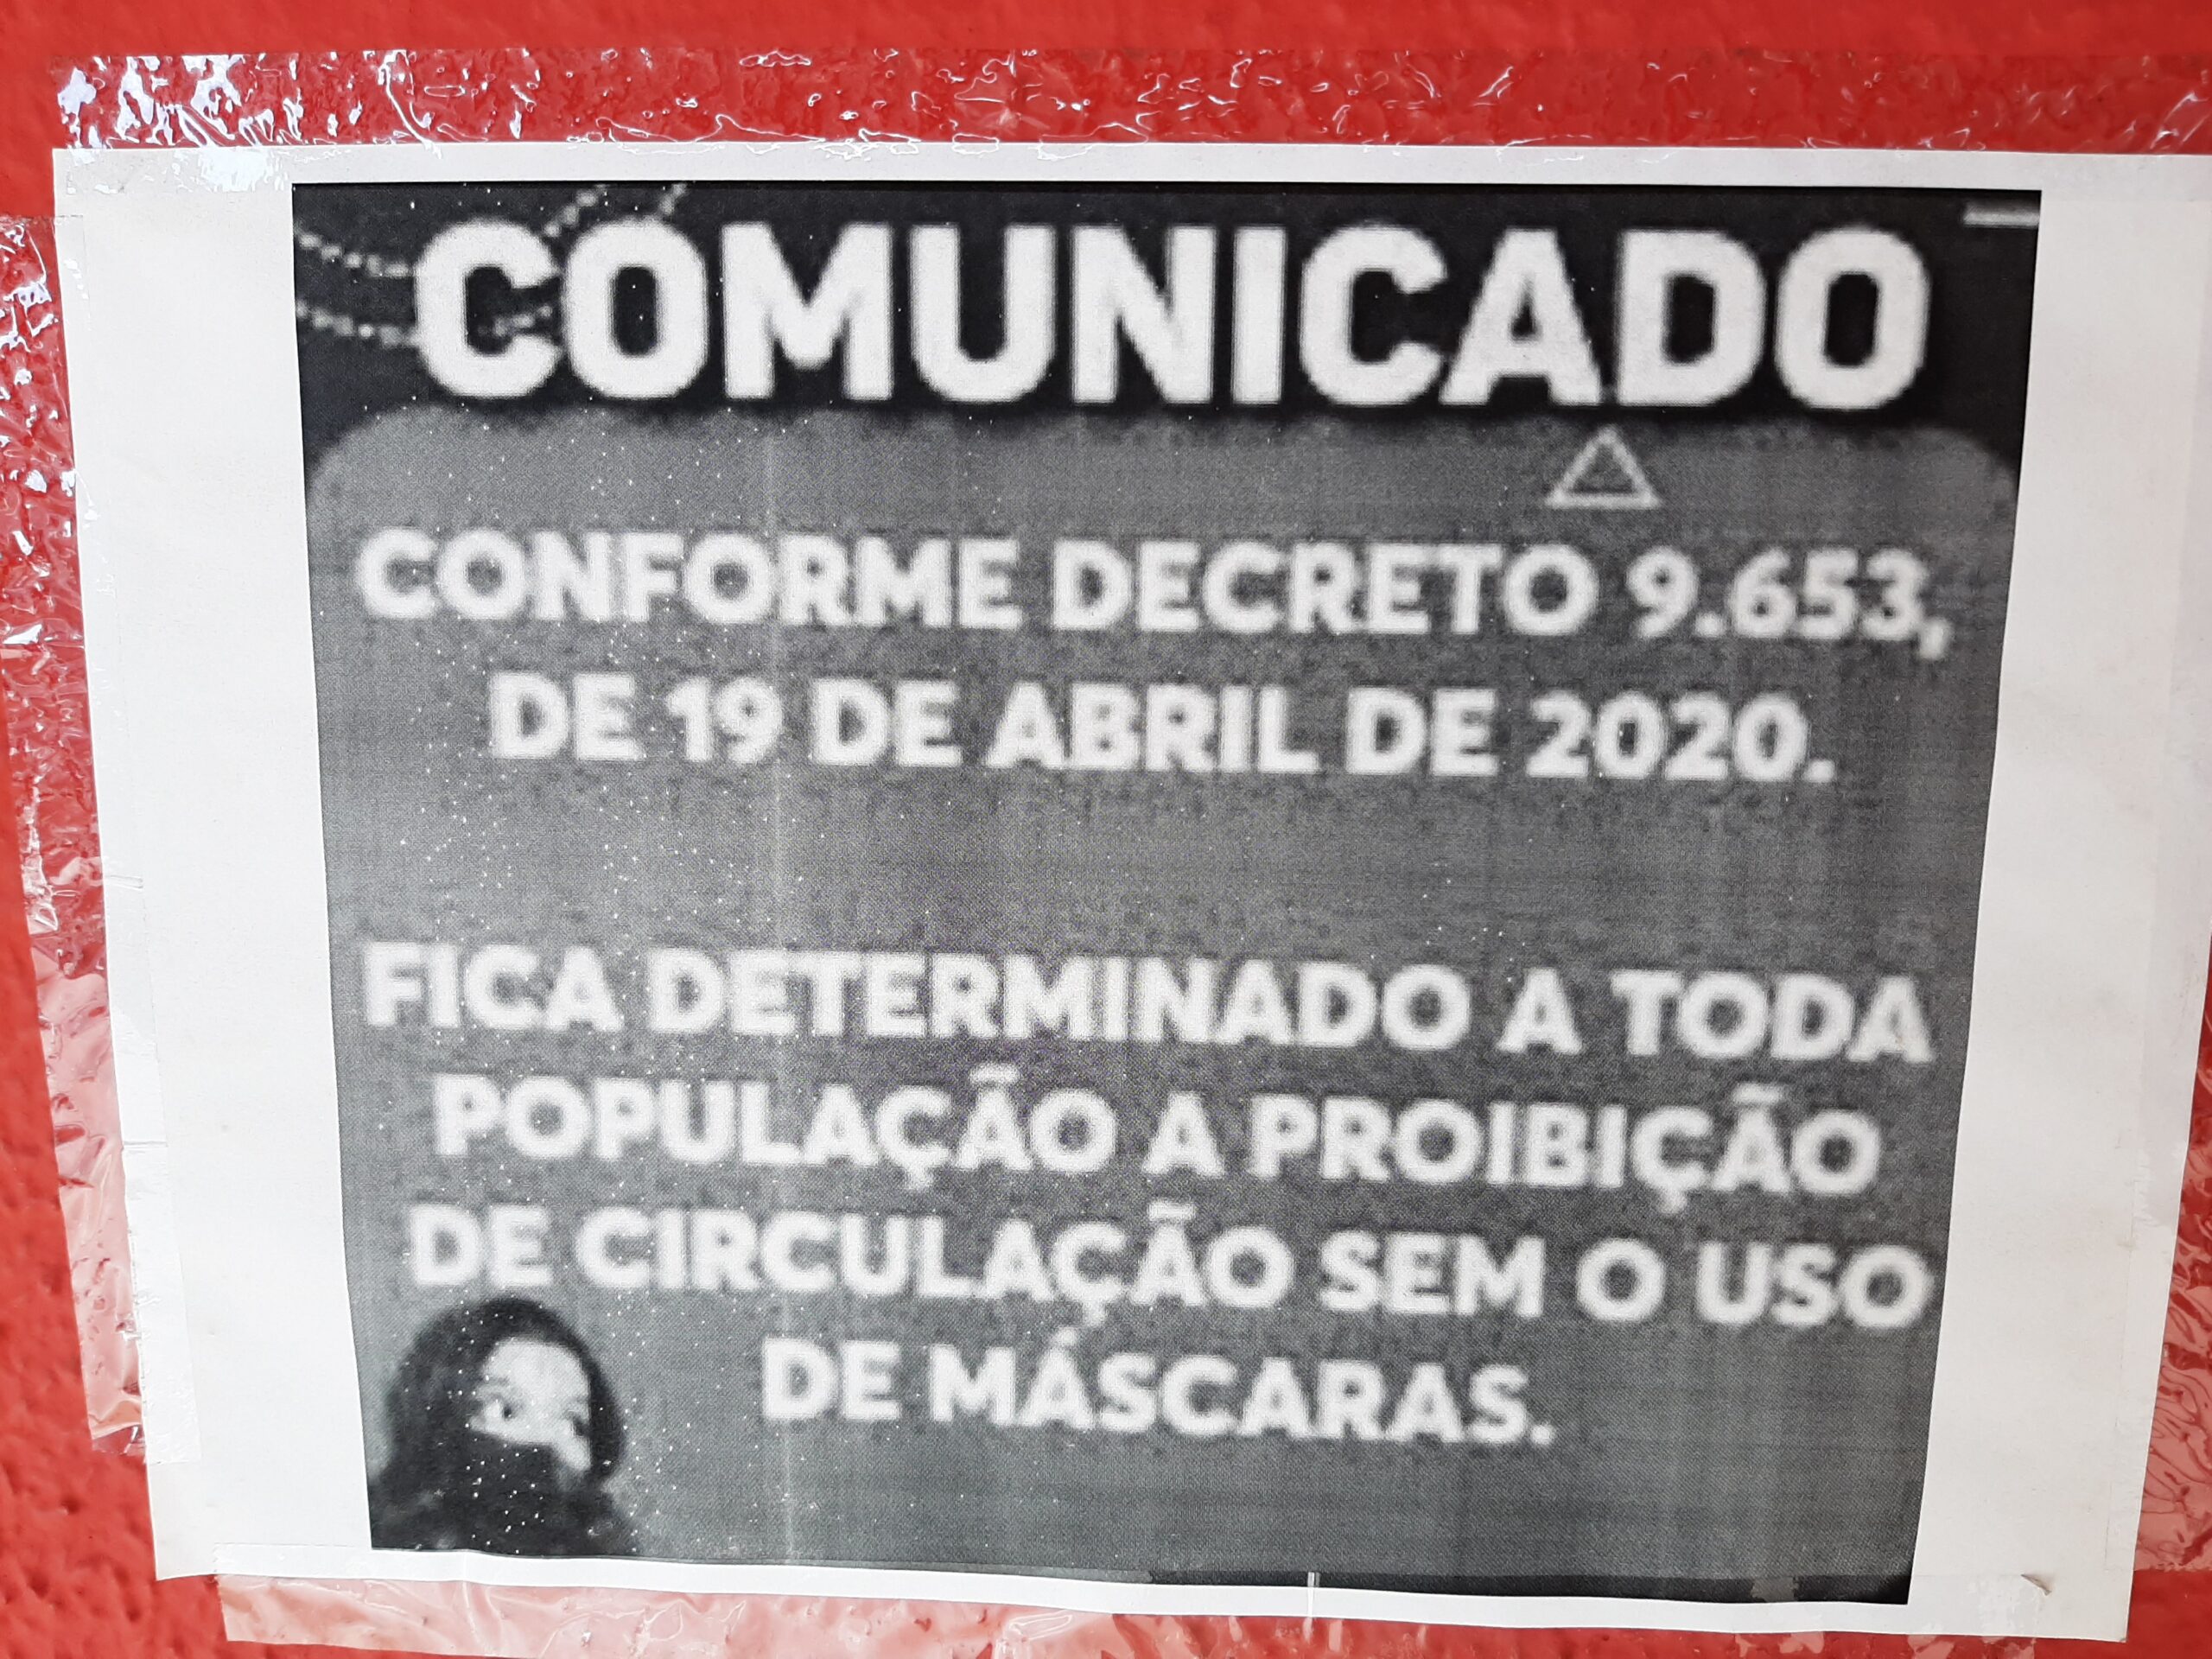 COMUNICADO
CONFORME DECRETO 9.653,
DE 19 DE ABRIL DE 2020.
FICA DETERMINADO A TODA
POPULAÇÃO A PROIBIÇÃO
DE CIRCULAÇÃO SEM O USO
DE MÁSCARAS.